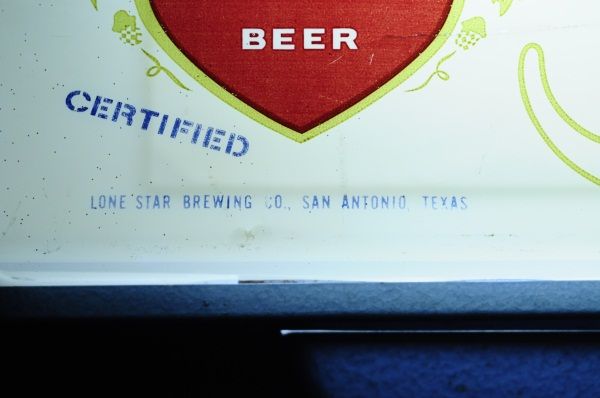 BEER
CERTIFIED
LONE STAR BREWING CO., SAN ANTONIO, TEXAS